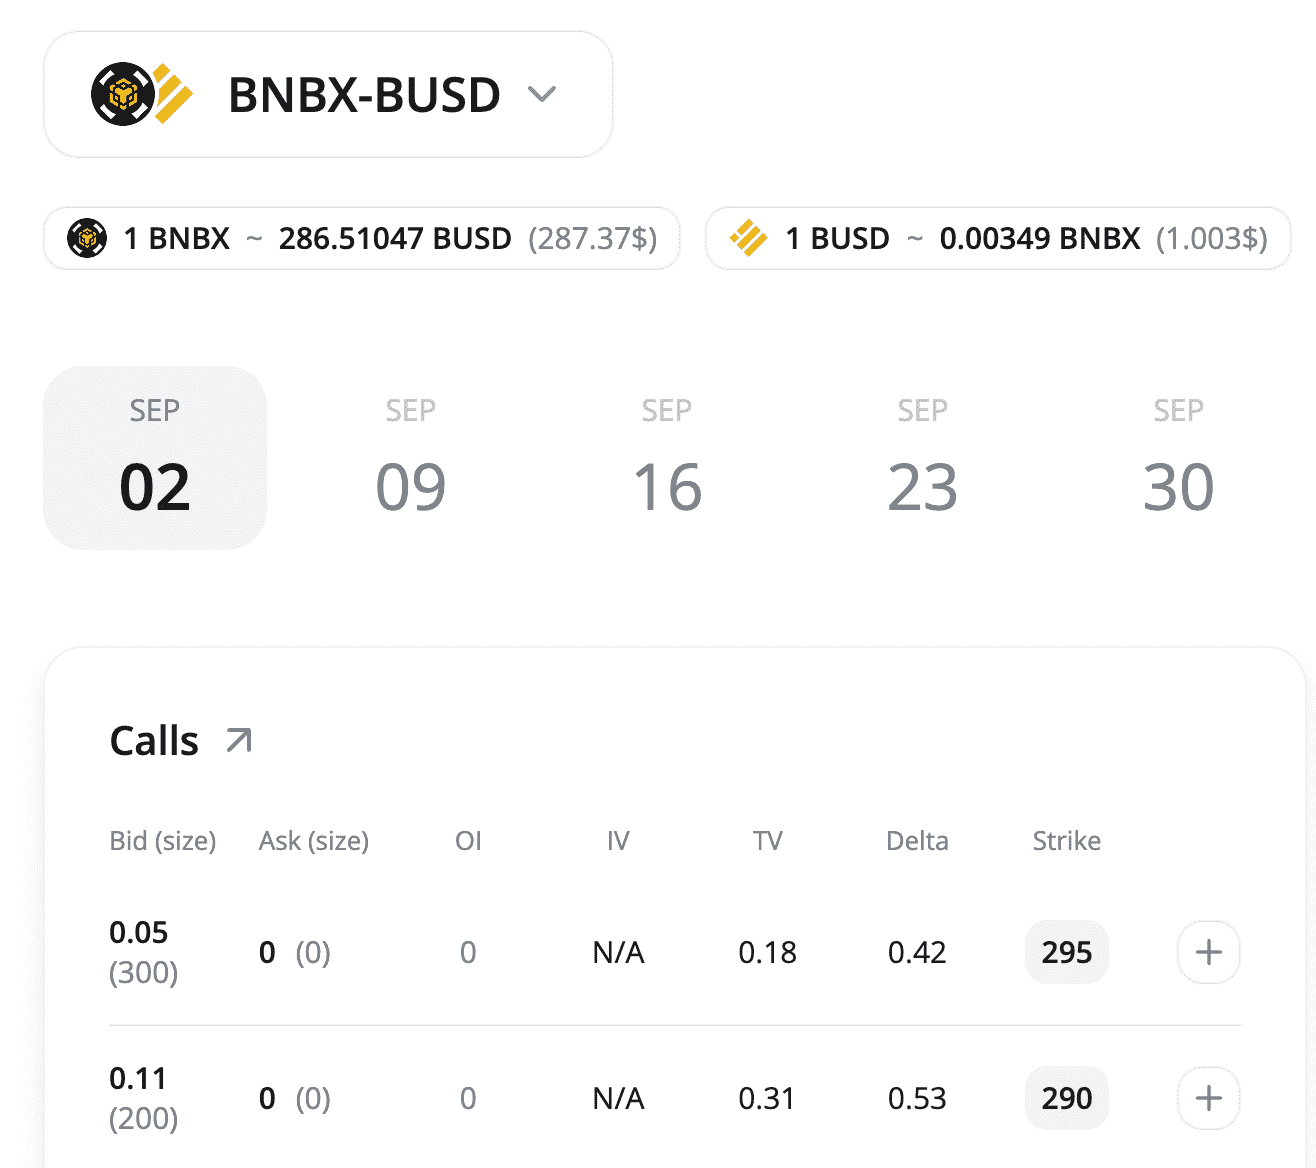 BNBX-BUSD
1 BNBX ~ 286.51047 BUSD (287.37$) 1 BUSD ~ 0.00349 BNBX (1.003$)
SEP SEP SEP SEP SEP
02 09 16 23 30
Calls
Bid (size) Ask (size) OI IV TV Delta Strike
0.05
(300) 0 (0) 0 N/A 0.18 0.42 295 +
0.11
(200) 0 (0) 0 N/A 0.31 0.53 290 +